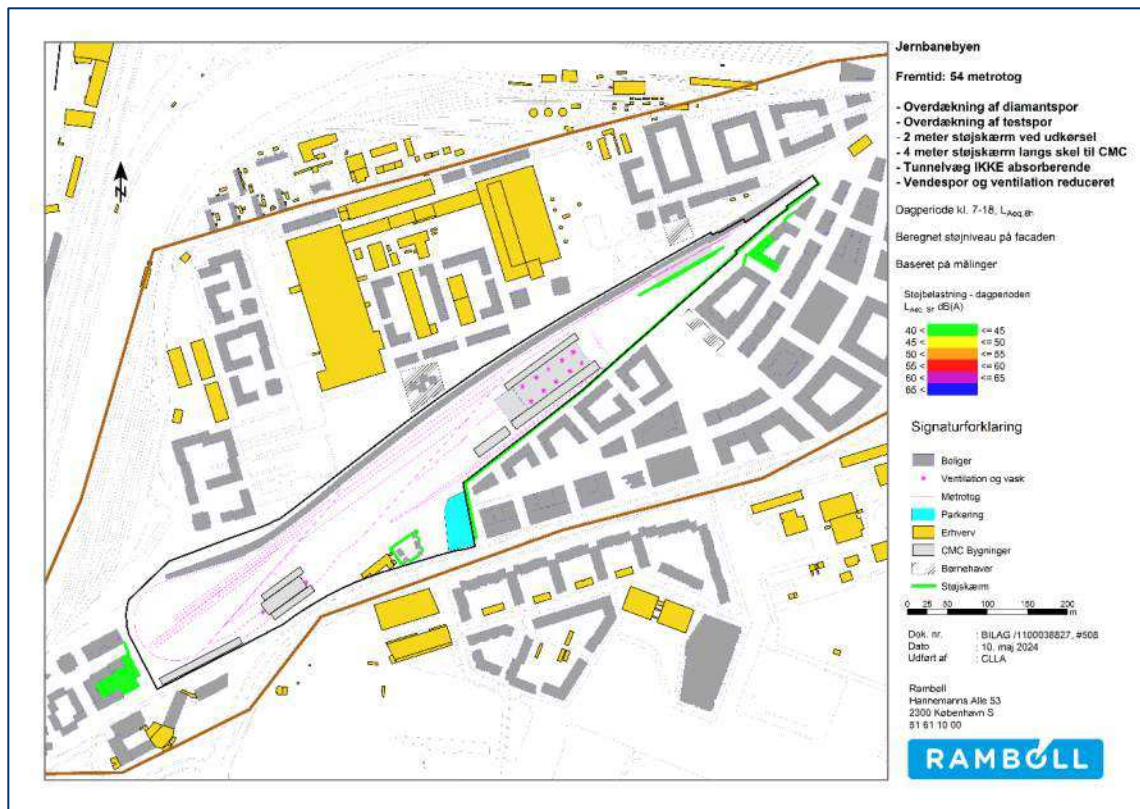 Jernbanebyen
Fremtid: 54 metrotog
- Overdækning af diamantspor
- Overdækning af testspor
- 2 meter støjskærm ved udkørsel
- 4 meter støjskærm langs skel til CMC
- Tunnelvæg IKKE absorberende
- Vendespor og ventilation reduceret
Dagperiode kl. 7-18, LAeq,8h
Beregnet støjniveau på facaden
Baseret på målinger
Støjbelastning - dagperioden
LAeq, 8r dB(A)
40 < <= 45
45 < <= 50
50 < <= 55
55 < <= 60
60 < <= 65
65 <
Signaturforklaring
Boliger
Ventilation og vask
Metrotog
Parkering
Erhverv
CMC Bygninger
Børnehaver
Støjskærm
0 25 50 100 150 200
m
Dok. nr. : BILAG /1100038827, #508
Dato : 10. maj 2024
Udført af : CLLA
Rambøll
Hannemanns Alle 53
2300 København S
51 61 10 00
RAMBOLL
N